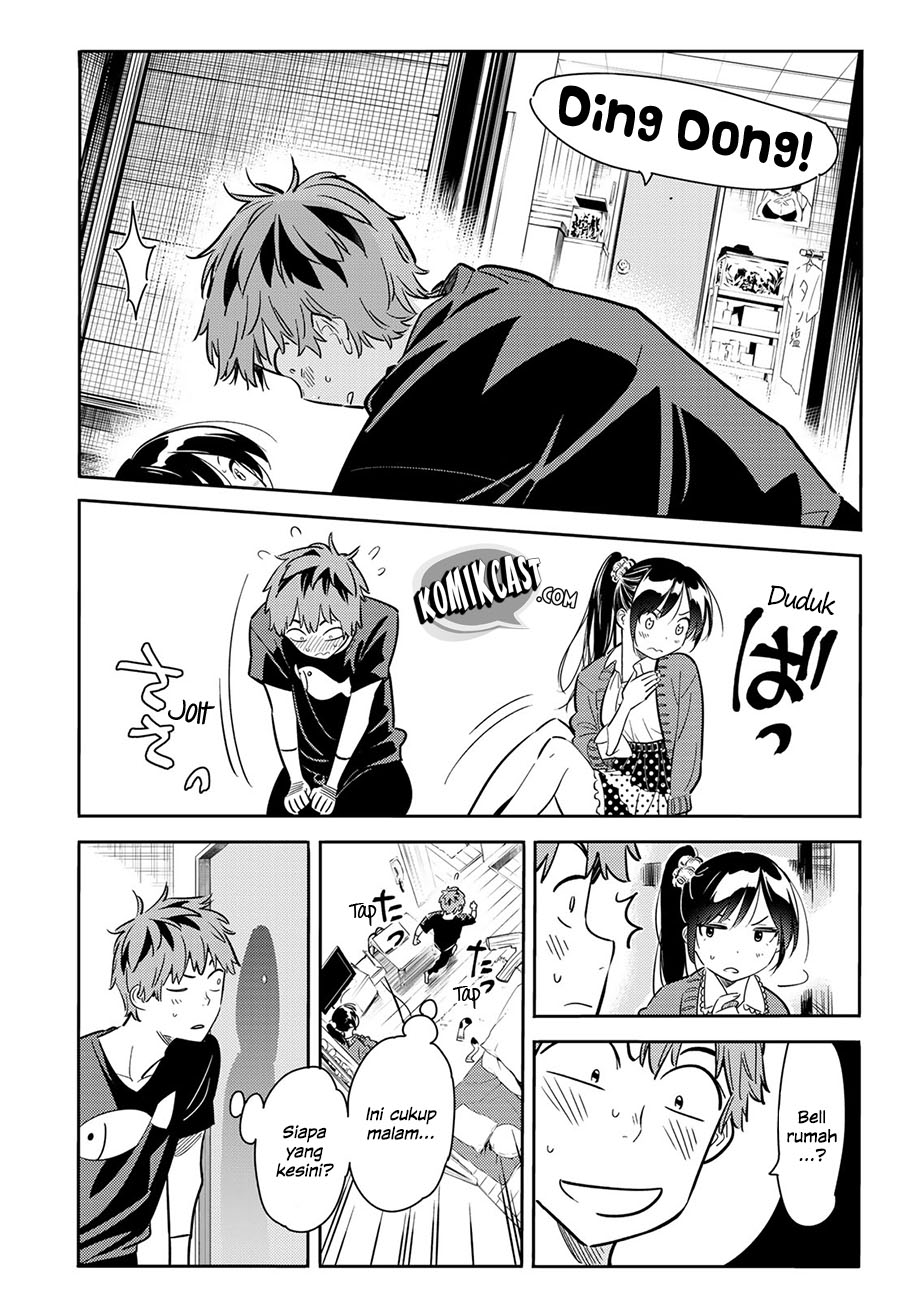 Ding Dong!
KOMIKCAST
.COM
Duduk
ばっ
Jolt
ささっ
Bell
rumah
...?
Tap
たっ
たっ
Tap
Ini cukup
malam...
Siapa
yang
kesini?